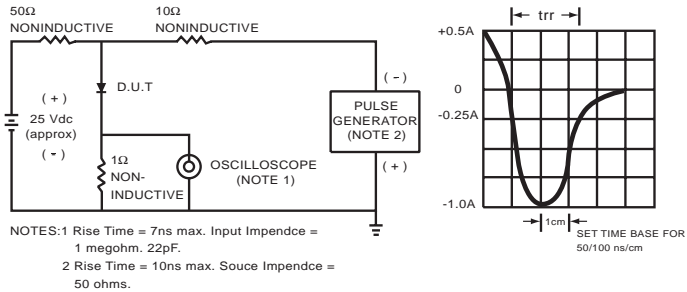 50Ω
NONINDUCTIVE
10Ω
NONINDUCTIVE
( + )
25 Vdc
(approx)
( - )
D.U.T
1Ω
NON-
INDUCTIVE
OSCILLOSCOPE
(NOTE 1)
( - )
PULSE
GENERATOR
(NOTE 2)
( + )
trr
+0.5A
0
-0.25A
-1.0A
1cm
SET TIME BASE FOR
50/100 ns/cm
NOTES:1 Rise Time = 7ns max. Input Impendce =
1 megohm. 22pF.
2 Rise Time = 10ns max. Souce Impendce =
50 ohms.